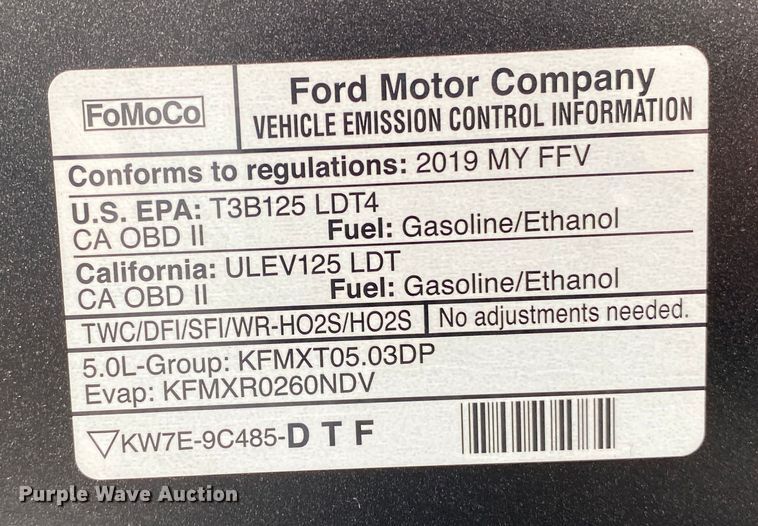 FoMoCo
Ford Motor Company
VEHICLE EMISSION CONTROL INFORMATION
Conforms to regulations: 2019 MY FFV
U.S. EPA: T3B125 LDT4
CA OBD II Fuel: Gasoline/Ethanol
California: ULEV125 LDT
CA OBD II Fuel: Gasoline/Ethanol
TWC/DFI/SFI/WR-HO2S/HO2S No adjustments needed.
5.0L-Group: KFMXT05.03DP
Evap: KFMXR0260NDV
KW7E-9C485-D T F
Purple Wave Auction